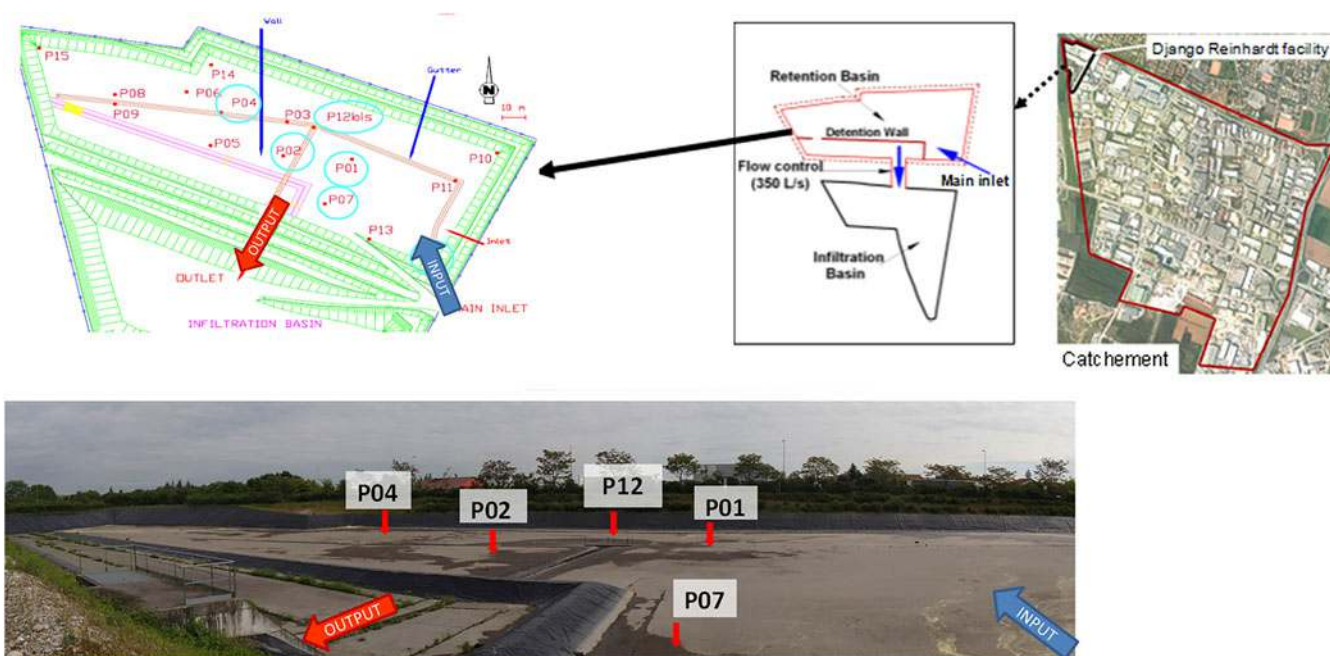 Wall
Buse
Gutter
P15
P14
P08
P06
P04
P09
P03
P12bis
P05
P02
P01
P10
P11
P07
P13
10 m
N
Inlet
OUTPUT
INPUT
OUTLET
AIN INLET
INFILTRATION BASIN
Retention Basin
Detention Wall
Flow control
(350 L/s)
Main inlet
Infiltration
Basin
Django Reinhardt facility
Catchement
P04
P02
P12
P01
P07
OUTPUT
INPUT